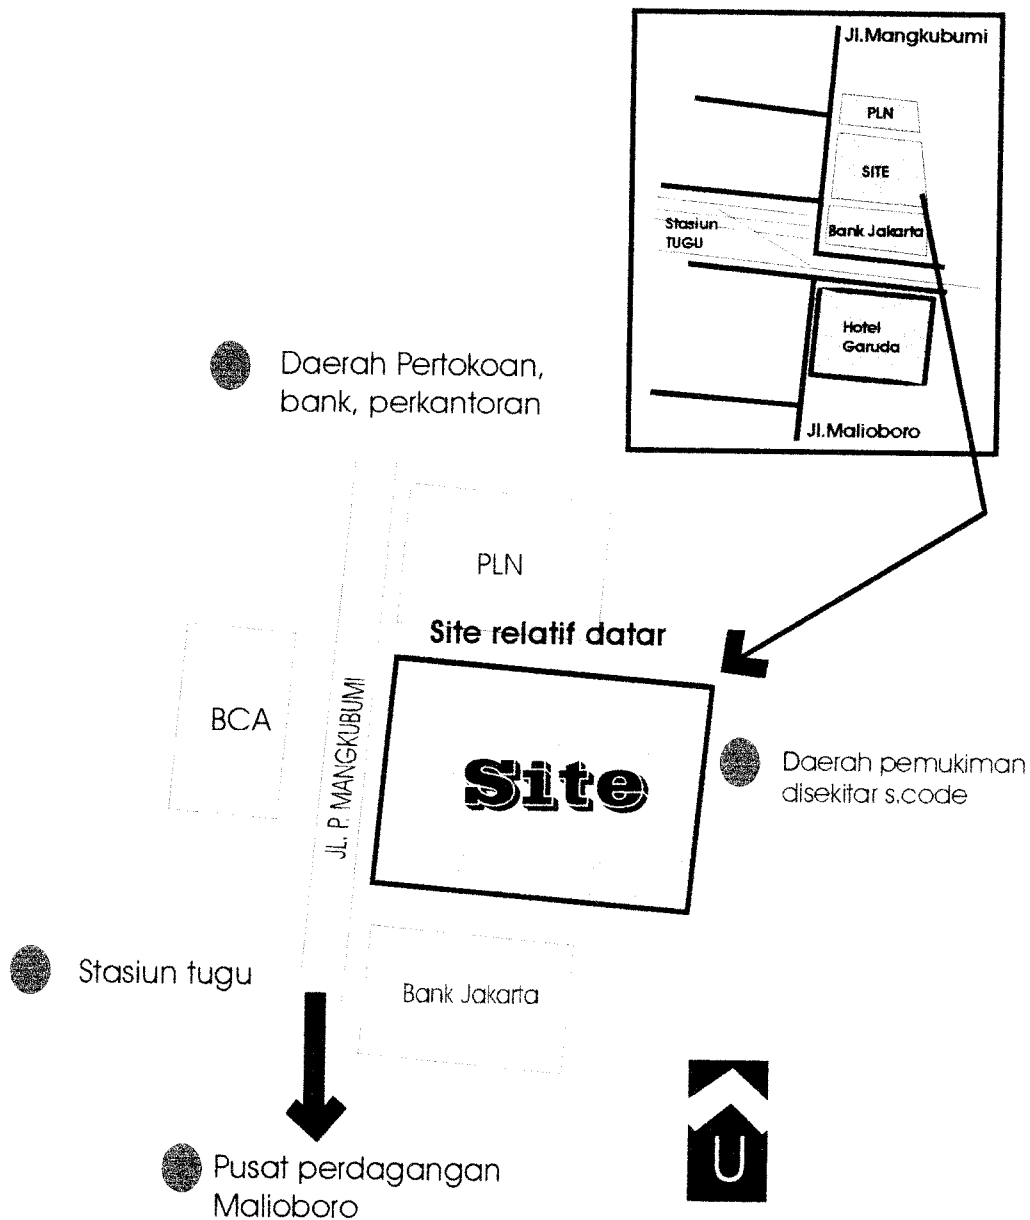 Jl.Mangkubumi
PLN
SITE
Bank Jakarta
Stasiun
TUGU
Hotel
Garuda
Jl.Malioboro
Daerah Pertokoan,
bank, perkantoran
PLN
Site relatif datar
BCA
JL. P. MANGKUBUMI
Site
Daerah pemukiman
disekitar s.code
Stasiun tugu
Bank Jakarta
U
Pusat perdagangan
Malioboro